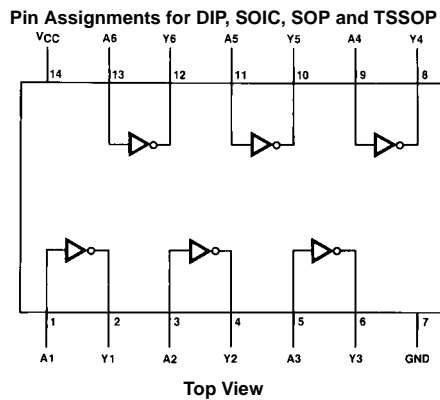 Pin Assignments for DIP, SOIC, SOP and TSSOP
VCC A6 Y6 A5 Y5 A4 Y4
14 13 12 11 10 9 8
1 2 3 4 5 6 7
A1 Y1 A2 Y2 A3 Y3 GND
Top View